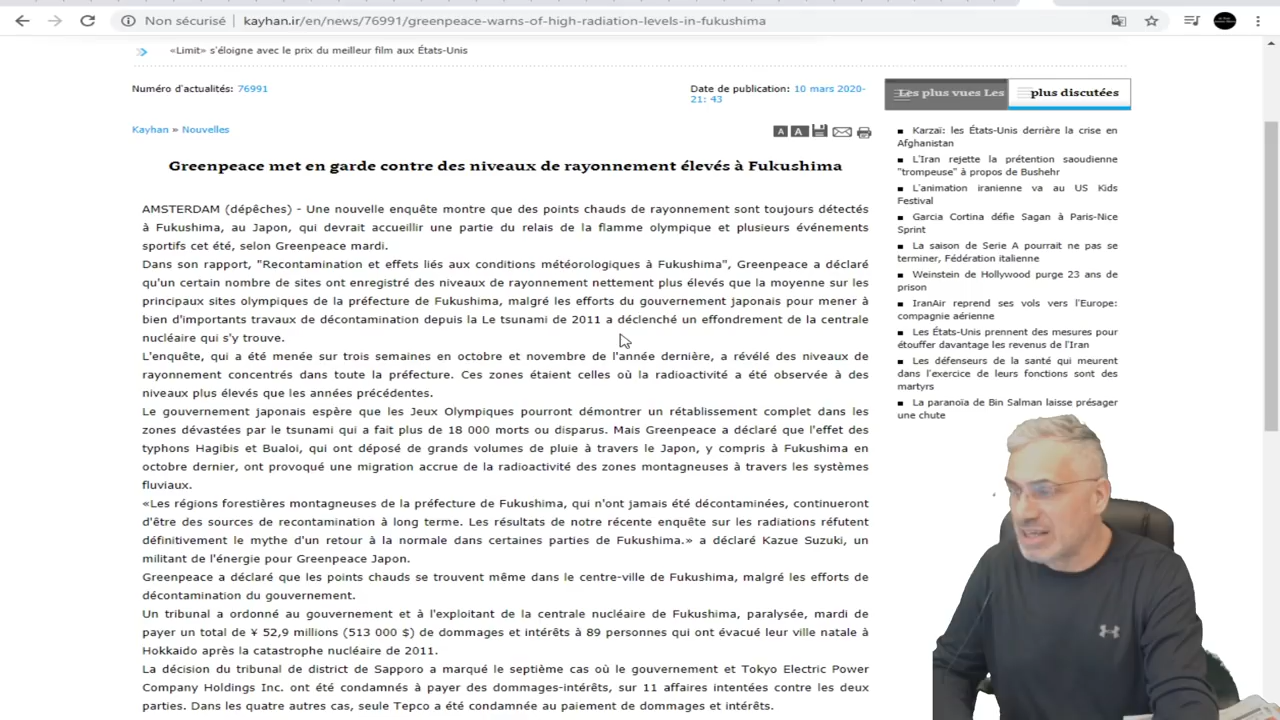 Non sécurisé | kayhan.ir/en/news/76991/greenpeace-warns-of-high-radiation-levels-in-fukushima
«Limit» s'éloigne avec le prix du meilleur film aux États-Unis
Numéro d'actualités: 76991
Date de publication: 10 mars 2020-
21: 43
Kayhan » Nouvelles
A A
Greenpeace met en garde contre des niveaux de rayonnement élevés à Fukushima
AMSTERDAM (dépêches) - Une nouvelle enquête montre que des points chauds de rayonnement sont toujours détectés
à Fukushima, au Japon, qui devrait accueillir une partie du relais de la flamme olympique et plusieurs événements
sportifs cet été, selon Greenpeace mardi.
Dans son rapport, "Recontamination et effets liés aux conditions météorologiques à Fukushima", Greenpeace a déclaré
qu'un certain nombre de sites ont enregistré des niveaux de rayonnement nettement plus élevés que la moyenne sur les
principaux sites olympiques de la préfecture de Fukushima, malgré les efforts du gouvernement japonais pour mener à
bien d'importants travaux de décontamination depuis la Le tsunami de 2011 a déclenché un effondrement de la centrale
nucléaire qui s'y trouve.
L'enquête, qui a été menée sur trois semaines en octobre et novembre de l'année dernière, a révélé des niveaux de
rayonnement concentrés dans toute la préfecture. Ces zones étaient celles où la radioactivité a été observée à des
niveaux plus élevés que les années précédentes.
Le gouvernement japonais espère que les Jeux Olympiques pourront démontrer un rétablissement complet dans les
zones dévastées par le tsunami qui a fait plus de 18 000 morts ou disparus. Mais Greenpeace a déclaré que l'effet des
typhons Hagibis et Bualoi, qui ont déposé de grands volumes de pluie à travers le Japon, y compris à Fukushima en
octobre dernier, ont provoqué une migration accrue de la radioactivité des zones montagneuses à travers les systèmes
fluviaux.
«Les régions forestières montagneuses de la préfecture de Fukushima, qui n'ont jamais été décontaminées, continueront
d'être des sources de recontamination à long terme. Les résultats de notre récente enquête sur les radiations réfutent
définitivement le mythe d'un retour à la normale dans certaines parties de Fukushima.» a déclaré Kazue Suzuki, un
militant de l'énergie pour Greenpeace Japon.
Greenpeace a déclaré que les points chauds se trouvent même dans le centre-ville de Fukushima, malgré les efforts de
décontamination du gouvernement.
Un tribunal a ordonné au gouvernement et à l'exploitant de la centrale nucléaire de Fukushima, paralysée, mardi de
payer un total de ¥ 52,9 millions (513 000 $) de dommages et intérêts à 89 personnes qui ont évacué leur ville natale à
Hokkaido après la catastrophe nucléaire de 2011.
La décision du tribunal de district de Sapporo a marqué le septième cas où le gouvernement et Tokyo Electric Power
Company Holdings Inc. ont été condamnés à payer des dommages-intérêts, sur 11 affaires intentées contre les deux
parties. Dans les quatre autres cas, seule Tepco a été condamnée au paiement de dommages et intérêts.
Les plus vues Les
plus discutées
Karzaï: les États-Unis derrière la crise en
Afghanistan
L'Iran rejette la prétention saoudienne
"trompeuse" à propos de Bushehr
L'animation iranienne va au US Kids
Festival
Garcia Cortina défie Sagan à Paris-Nice
Sprint
La saison de Serie A pourrait ne pas se
terminer, Fédération italienne
Weinstein de Hollywood purge 23 ans de
prison
IranAir reprend ses vols vers l'Europe:
compagnie aérienne
Les États-Unis prennent des mesures pour
étouffer davantage les revenus de l'Iran
Les défenseurs de la santé qui meurent
dans l'exercice de leurs fonctions sont des
martyrs
La paranoïa de Bin Salman laisse présager
une chute